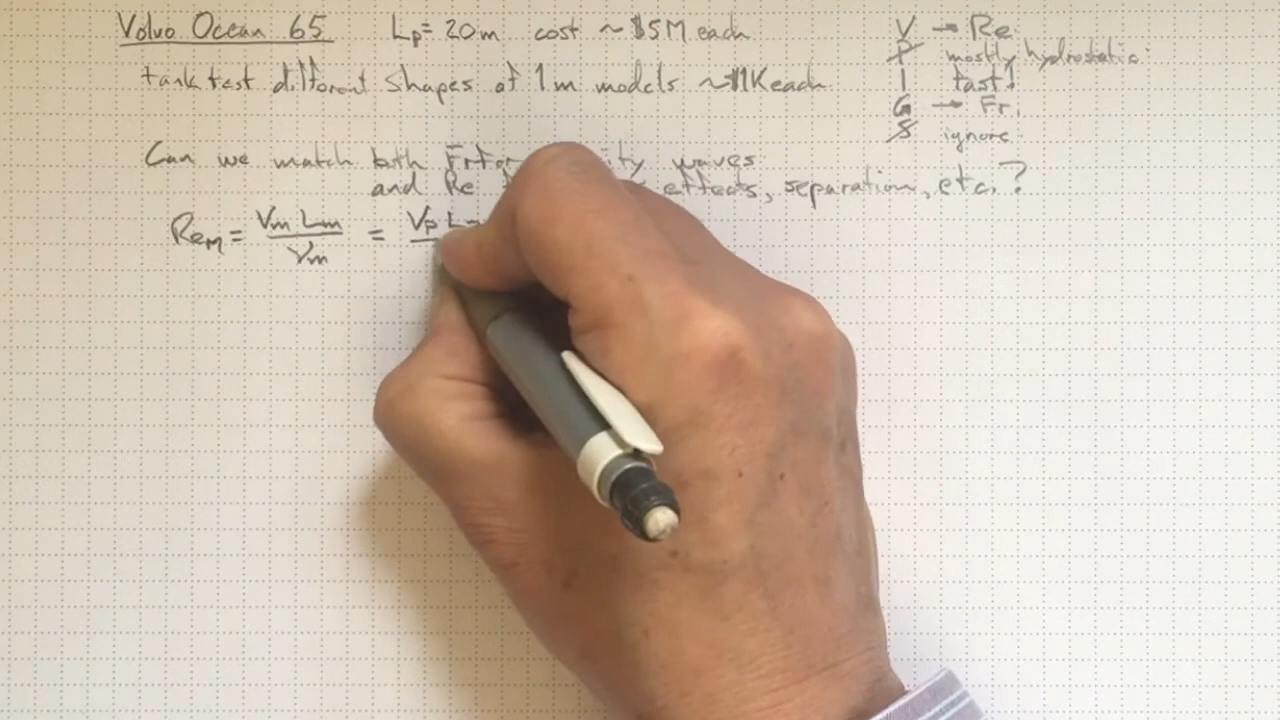 Volvo Ocean 65 Lp= 20m cost ~$5M each
tank test different shapes at 1m models ~$1K each
V → Re
P mostly hydrostatic
I fast!
G → Fr.
S ignore
Can we match both Fr for ity waves
and Re effects, separation, etc.?
ReM = Vm Lm / νm = Vp L